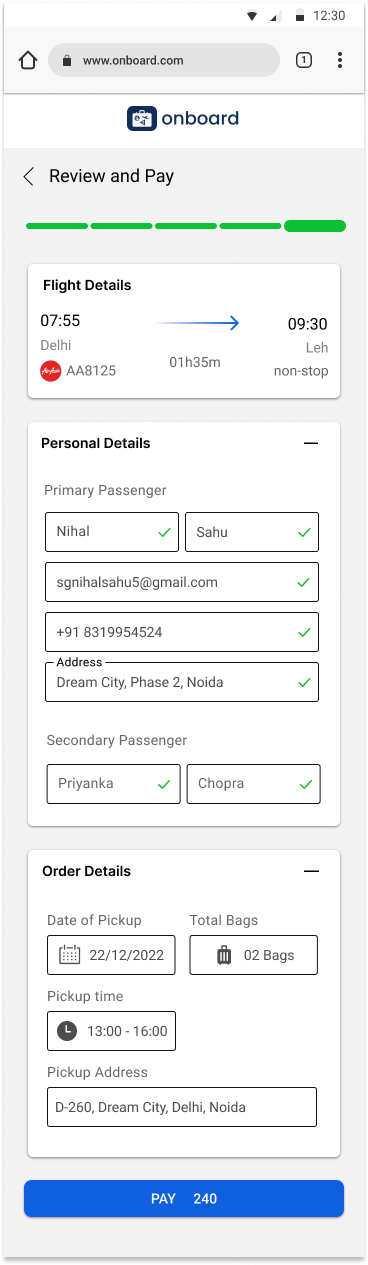 12:30
www.onboard.com
1
onboard
Review and Pay
Flight Details
07:55
09:30
Delhi
Leh
01h35m
AirAsia AA8125
non-stop
Personal Details
Primary Passenger
Nihal Sahu
sgnihalsahu5@gmail.com
+91 8319954524
Address
Dream City, Phase 2, Noida
Secondary Passenger
Priyanka Chopra
Order Details
Date of Pickup Total Bags
22/12/2022 02 Bags
Pickup time
13:00 - 16:00
Pickup Address
D-260, Dream City, Delhi, Noida
PAY 240